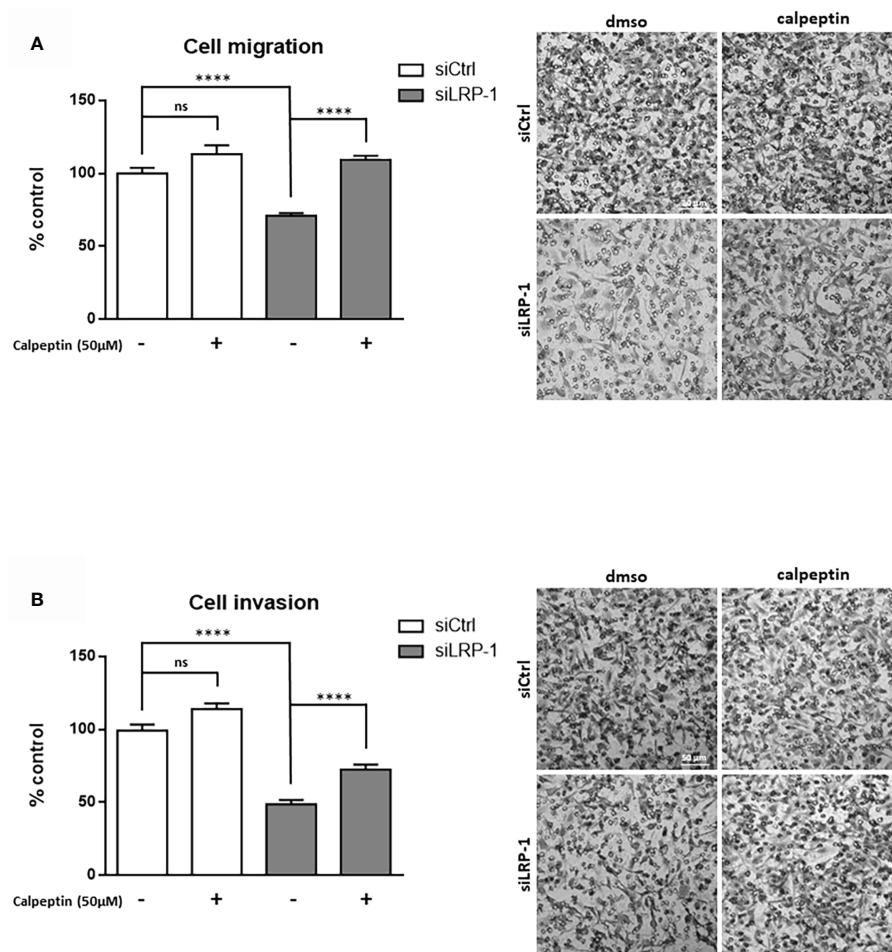 A
Cell migration
siCtrl
siLRP-1
****
ns
****
150
100
50
0
% control
Calpeptin (50µM) - + - +
dmso calpeptin
siCtrl
siLRP-1
B
Cell invasion
siCtrl
siLRP-1
****
ns
****
150
100
50
0
% control
Calpeptin (50µM) - + - +
dmso calpeptin
siCtrl
50 µm
siLRP-1